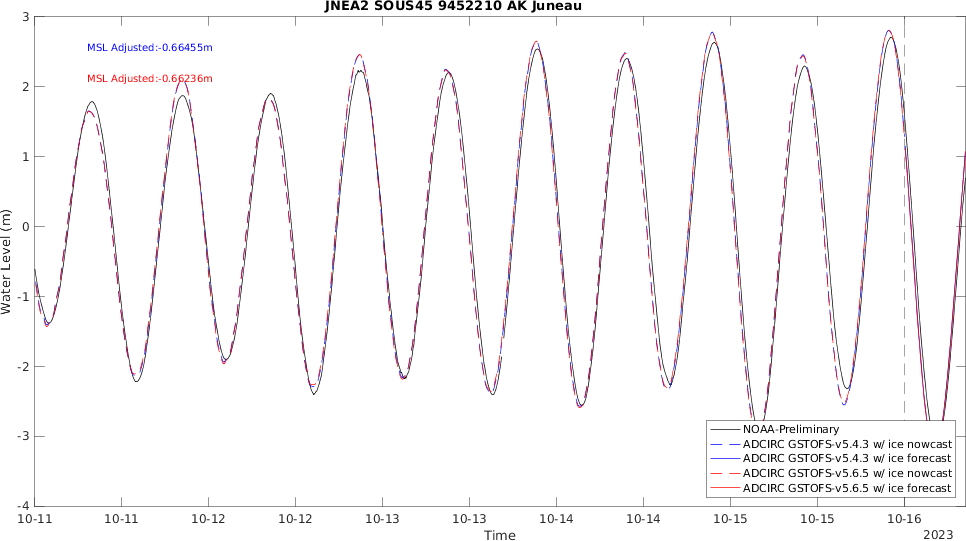 JNEA2 SOUS45 9452210 AK Juneau
MSL Adjusted:-0.66455m
MSL Adjusted:-0.66236m
Water Level (m)
3
2
1
0
-1
-2
-3
-4
NOAA-Preliminary
ADCIRC GSTOFS-v5.4.3 w/ ice nowcast
ADCIRC GSTOFS-v5.4.3 w/ ice forecast
ADCIRC GSTOFS-v5.6.5 w/ ice nowcast
ADCIRC GSTOFS-v5.6.5 w/ ice forecast
10-11 10-11 10-12 10-12 10-13 10-13 10-14 10-14 10-15 10-15 10-16
Time
2023